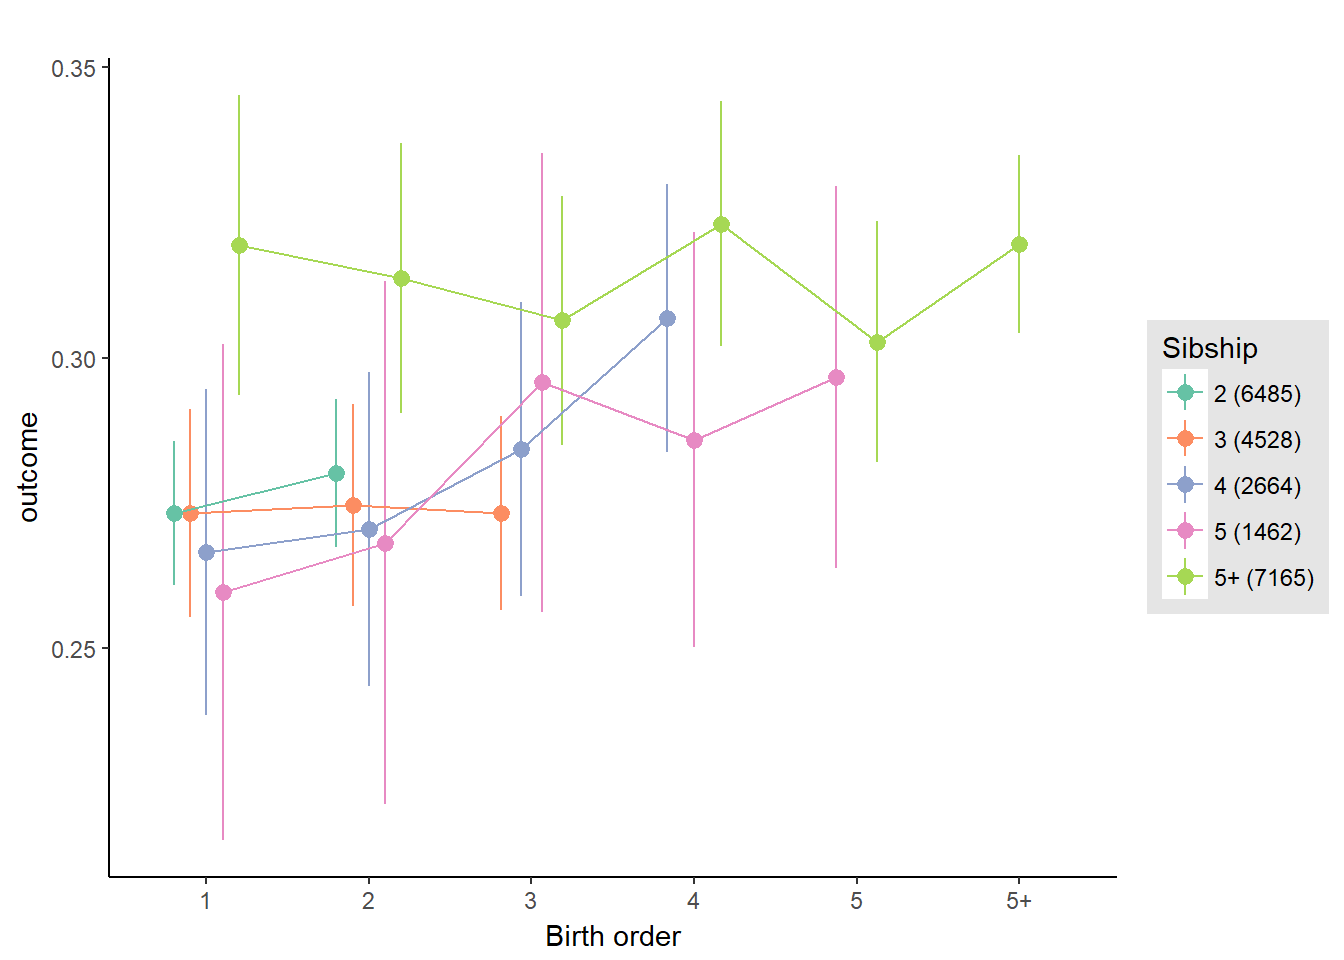 0.35
0.30
0.25
outcome
1 2 3 4 5 5+
Birth order
Sibship
2 (6485)
3 (4528)
4 (2664)
5 (1462)
5+ (7165)